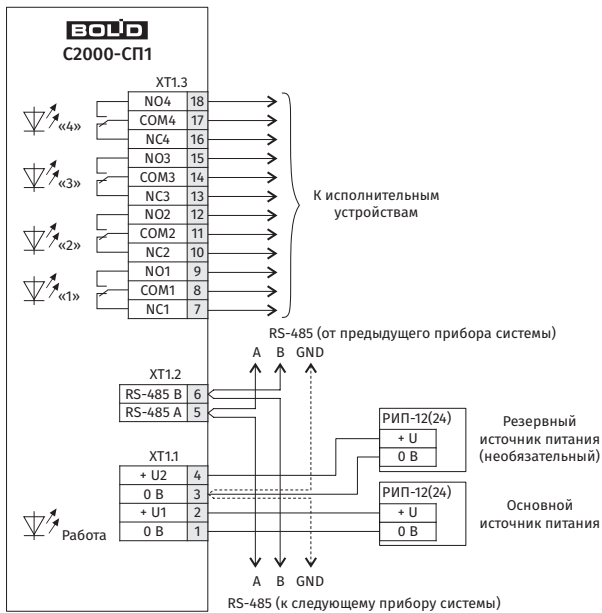 BOLID
С2000-СП1
XT1.3
NO4 18
«4» COM4 17
NC4 16
NO3 15
«3» COM3 14
NC3 13
NO2 12
«2» COM2 11
NC2 10
NO1 9
«1» COM1 8
NC1 7
К исполнительным
устройствам
RS-485 (от предыдущего прибора системы)
A B GND
XT1.2
RS-485 B 6
RS-485 A 5
XT1.1
+ U2 4
0 B 3
+ U1 2
0 B 1
Работа
РИП-12(24)
+ U
0 B
Резервный
источник питания
(необязательный)
РИП-12(24)
+ U
0 B
Основной
источник питания
A B GND
RS-485 (к следующему прибору системы)